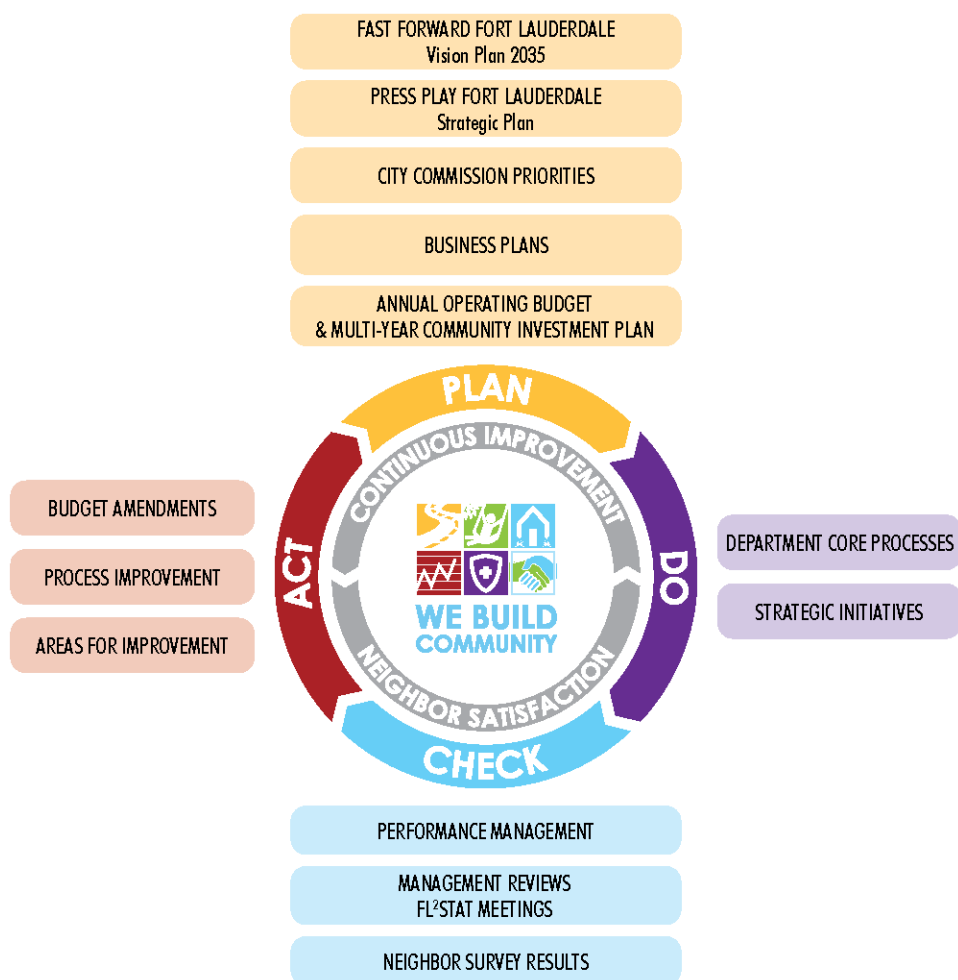 FAST FORWARD FORT LAUDERDALE
Vision Plan 2035
PRESS PLAY FORT LAUDERDALE
Strategic Plan
CITY COMMISSION PRIORITIES
BUSINESS PLANS
ANNUAL OPERATING BUDGET
& MULTI-YEAR COMMUNITY INVESTMENT PLAN
PLAN
CONTINUOUS IMPROVEMENT
BUDGET AMENDMENTS
PROCESS IMPROVEMENT
AREAS FOR IMPROVEMENT
ACT
WE BUILD
COMMUNITY
DO
DEPARTMENT CORE PROCESSES
STRATEGIC INITIATIVES
NEIGHBOR SATISFACTION
CHECK
PERFORMANCE MANAGEMENT
MANAGEMENT REVIEWS
FL²STAT MEETINGS
NEIGHBOR SURVEY RESULTS